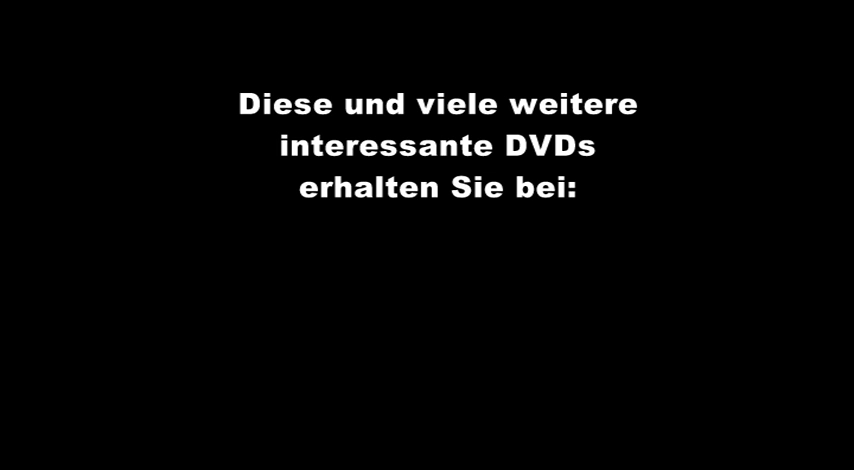 Diese und viele weitere
interessante DVDs
erhalten Sie bei: